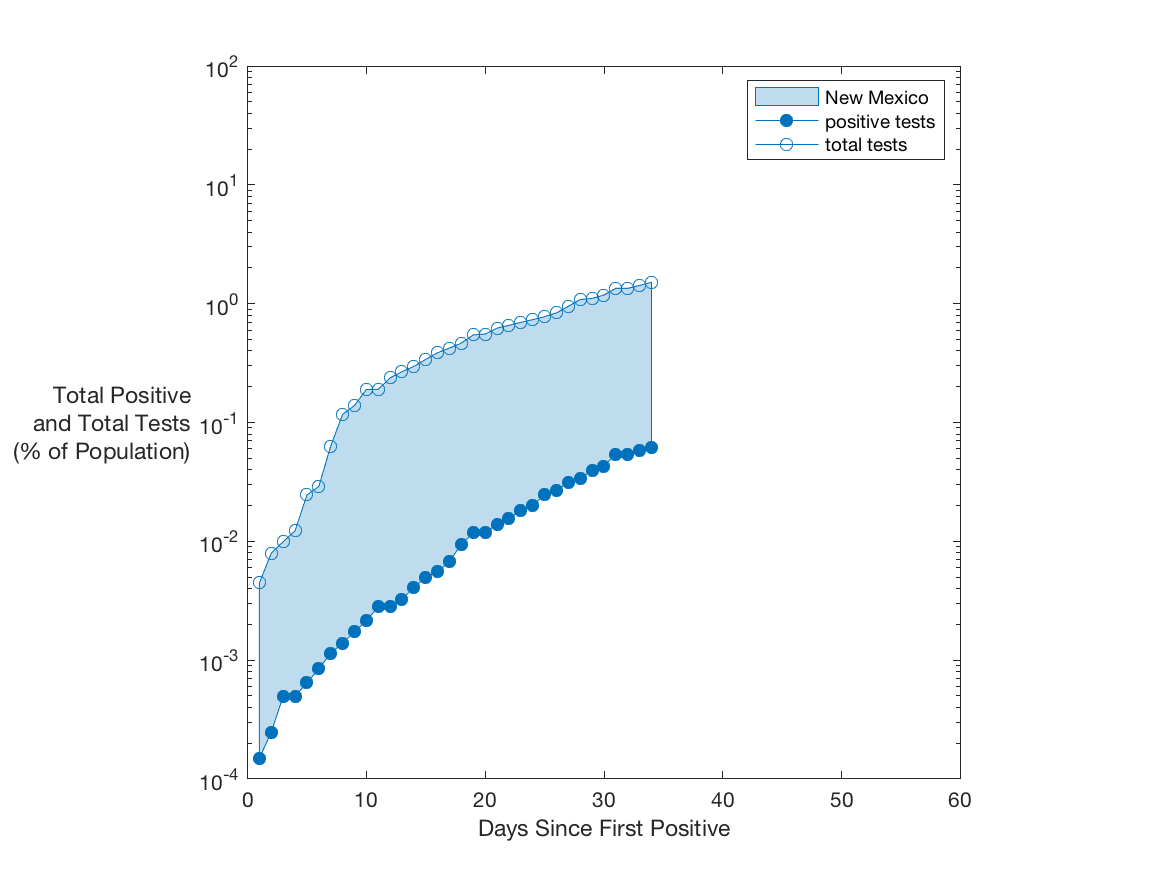 10^2
New Mexico
positive tests
total tests
10^1
10^0
Total Positive
and Total Tests
(% of Population)
10^-1
10^-2
10^-3
10^-4
0 10 20 30 40 50 60
Days Since First Positive